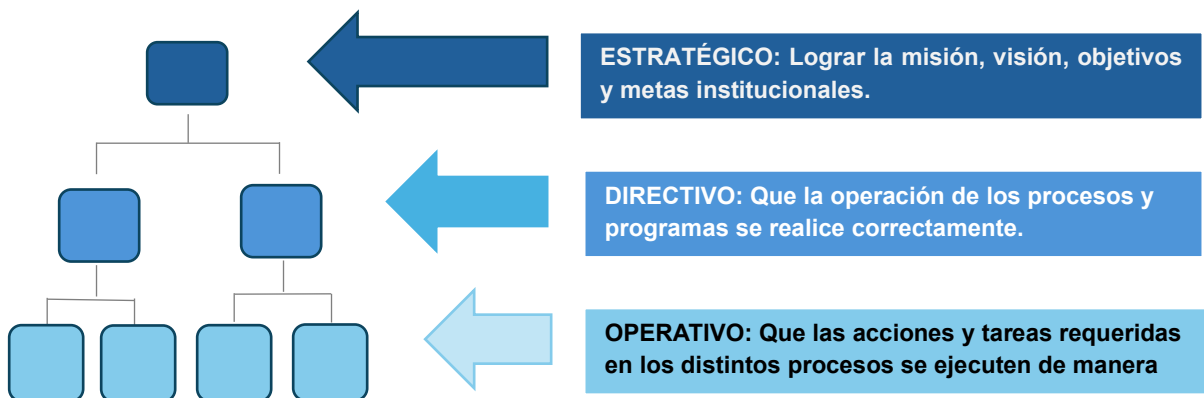 ESTRATÉGICO: Lograr la misión, visión, objetivos
y metas institucionales.
DIRECTIVO: Que la operación de los procesos y
programas se realice correctamente.
OPERATIVO: Que las acciones y tareas requeridas
en los distintos procesos se ejecuten de manera